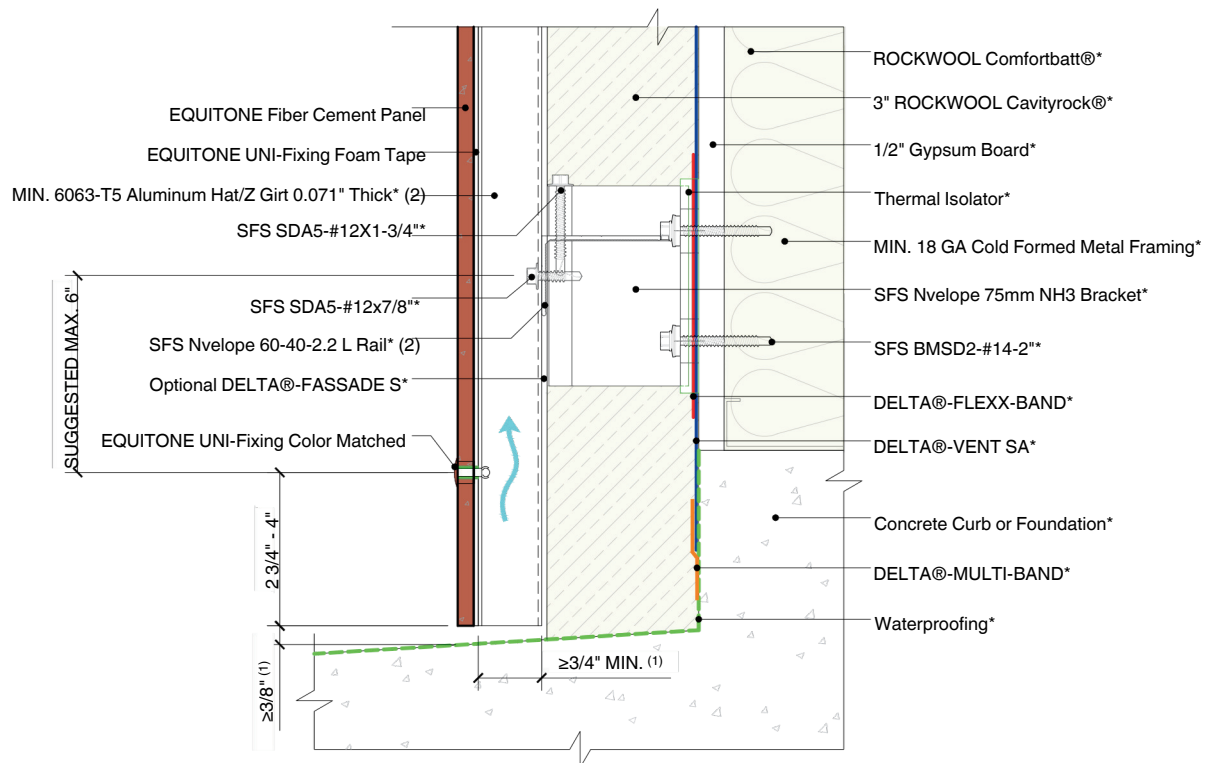 EQUITONE Fiber Cement Panel
EQUITONE UNI-Fixing Foam Tape
MIN. 6063-T5 Aluminum Hat/Z Girt 0.071" Thick* (2)
SFS SDA5-#12X1-3/4"*
SFS SDA5-#12x7/8"*
SFS Nvelope 60-40-2.2 L Rail* (2)
Optional DELTA®-FASSADE S*
EQUITONE UNI-Fixing Color Matched
SUGGESTED MAX. 6"
2 3/4" - 4"
≥3/8" (1)
≥3/4" MIN. (1)
ROCKWOOL Comfortbatt®*
3" ROCKWOOL Cavityrock®*
1/2" Gypsum Board*
Thermal Isolator*
MIN. 18 GA Cold Formed Metal Framing*
SFS Nvelope 75mm NH3 Bracket*
SFS BMSD2-#14-2"*
DELTA®-FLEXX-BAND*
DELTA®-VENT SA*
Concrete Curb or Foundation*
DELTA®-MULTI-BAND*
Waterproofing*